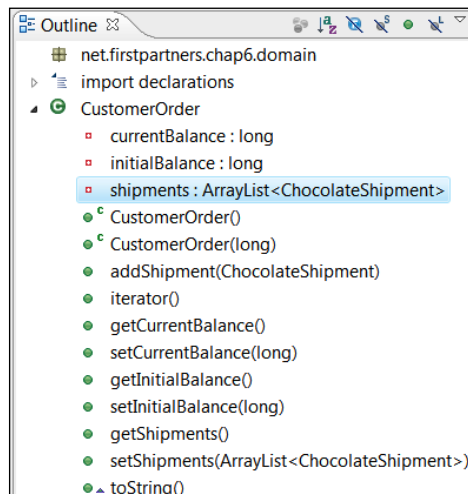 Outline
net.firstpartners.chap6.domain
import declarations
CustomerOrder
currentBalance : long
initialBalance : long
shipments : ArrayList<ChocolateShipment>
CustomerOrder()
CustomerOrder(long)
addShipment(ChocolateShipment)
iterator()
getCurrentBalance()
setCurrentBalance(long)
getInitialBalance()
setInitialBalance(long)
getShipments()
setShipments(ArrayList<ChocolateShipment>)
toString()